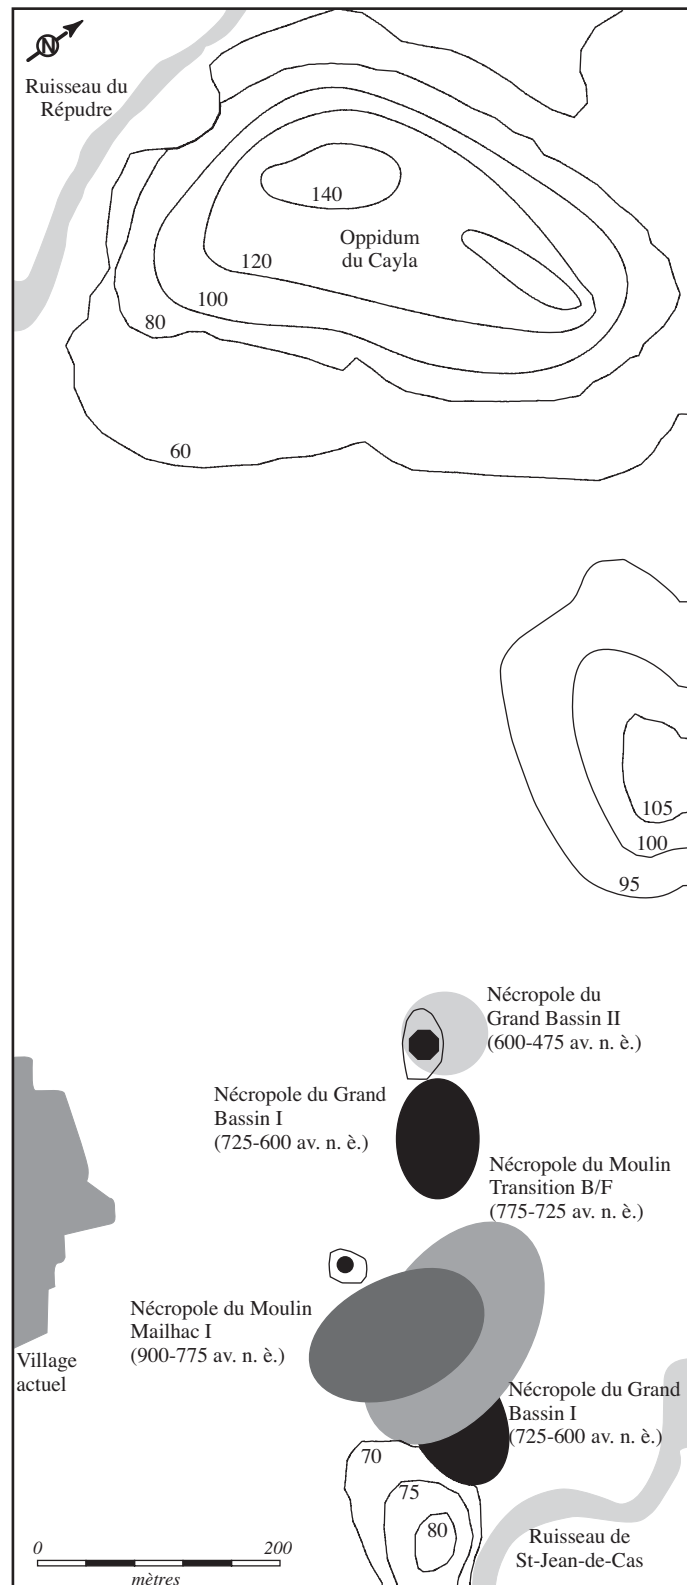 N
Ruisseau du
Répudre
140
Oppidum
du Cayla
120
100
80
60
105
100
95
Nécropole du
Grand Bassin II
(600-475 av. n. è.)
Nécropole du Grand
Bassin I
(725-600 av. n. è.)
Nécropole du Moulin
Transition B/F
(775-725 av. n. è.)
Nécropole du Moulin
Mailhac I
(900-775 av. n. è.)
Village
actuel
Nécropole du Grand
Bassin I
(725-600 av. n. è.)
70
75
80
Ruisseau de
St-Jean-de-Cas
0 200
mètres